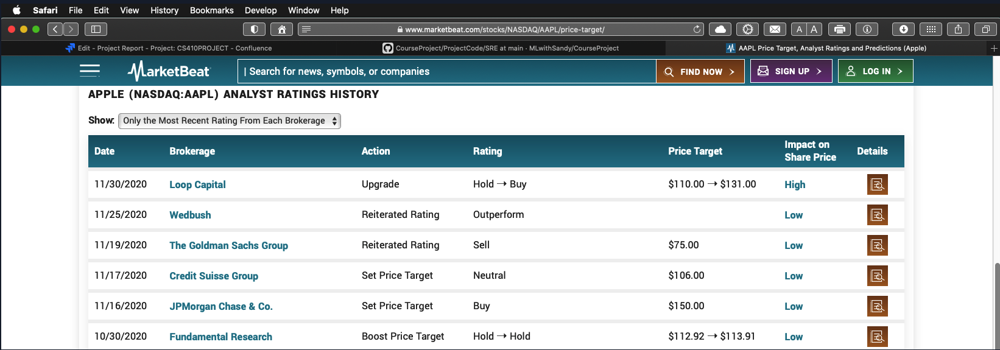 Safari File Edit View History Bookmarks Develop Window Help
www.marketbeat.com/stocks/NASDAQ/AAPL/price-target/ A A
Edit - Project Report - Project: CS410PROJECT - Confluence CourseProject/ProjectCode/SRE at main · MLwithSandy/CourseProject AAPL Price Target, Analyst Ratings and Predictions (Apple)
MarketBeat | Search for news, symbols, or companies FIND NOW SIGN UP LOG IN
APPLE (NASDAQ:AAPL) ANALYST RATINGS HISTORY
Show: Only the Most Recent Rating From Each Brokerage
Date Brokerage Action Rating Price Target Impact on Share Price Details
11/30/2020 Loop Capital Upgrade Hold → Buy $110.00 → $131.00 High
11/25/2020 Wedbush Reiterated Rating Outperform Low
11/19/2020 The Goldman Sachs Group Reiterated Rating Sell $75.00 Low
11/17/2020 Credit Suisse Group Set Price Target Neutral $106.00 Low
11/16/2020 JPMorgan Chase & Co. Set Price Target Buy $150.00 Low
10/30/2020 Fundamental Research Boost Price Target Hold → Hold $112.92 → $113.91 Low